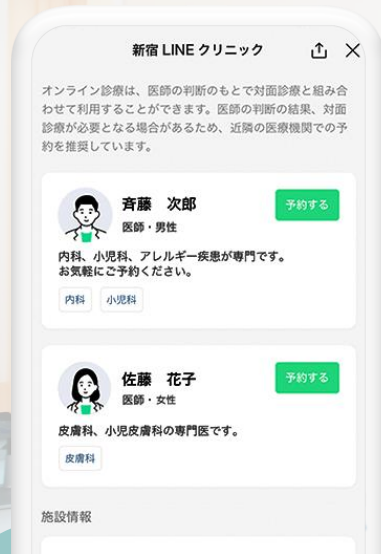 新宿 LINE クリニック
オンライン診療は、医師の判断のもとで対面診療と組み合
わせて利用することができます。医師の判断の結果、対面
診療が必要となる場合があるため、近隣の医療機関での予
約を推奨しています。
斉藤　次郎
予約する
医師・男性
内科、小児科、アレルギー疾患が専門です。
お気軽にご予約ください。
内科 小児科
佐藤　花子
予約する
医師・女性
皮膚科、小児皮膚科の専門医です。
皮膚科
施設情報